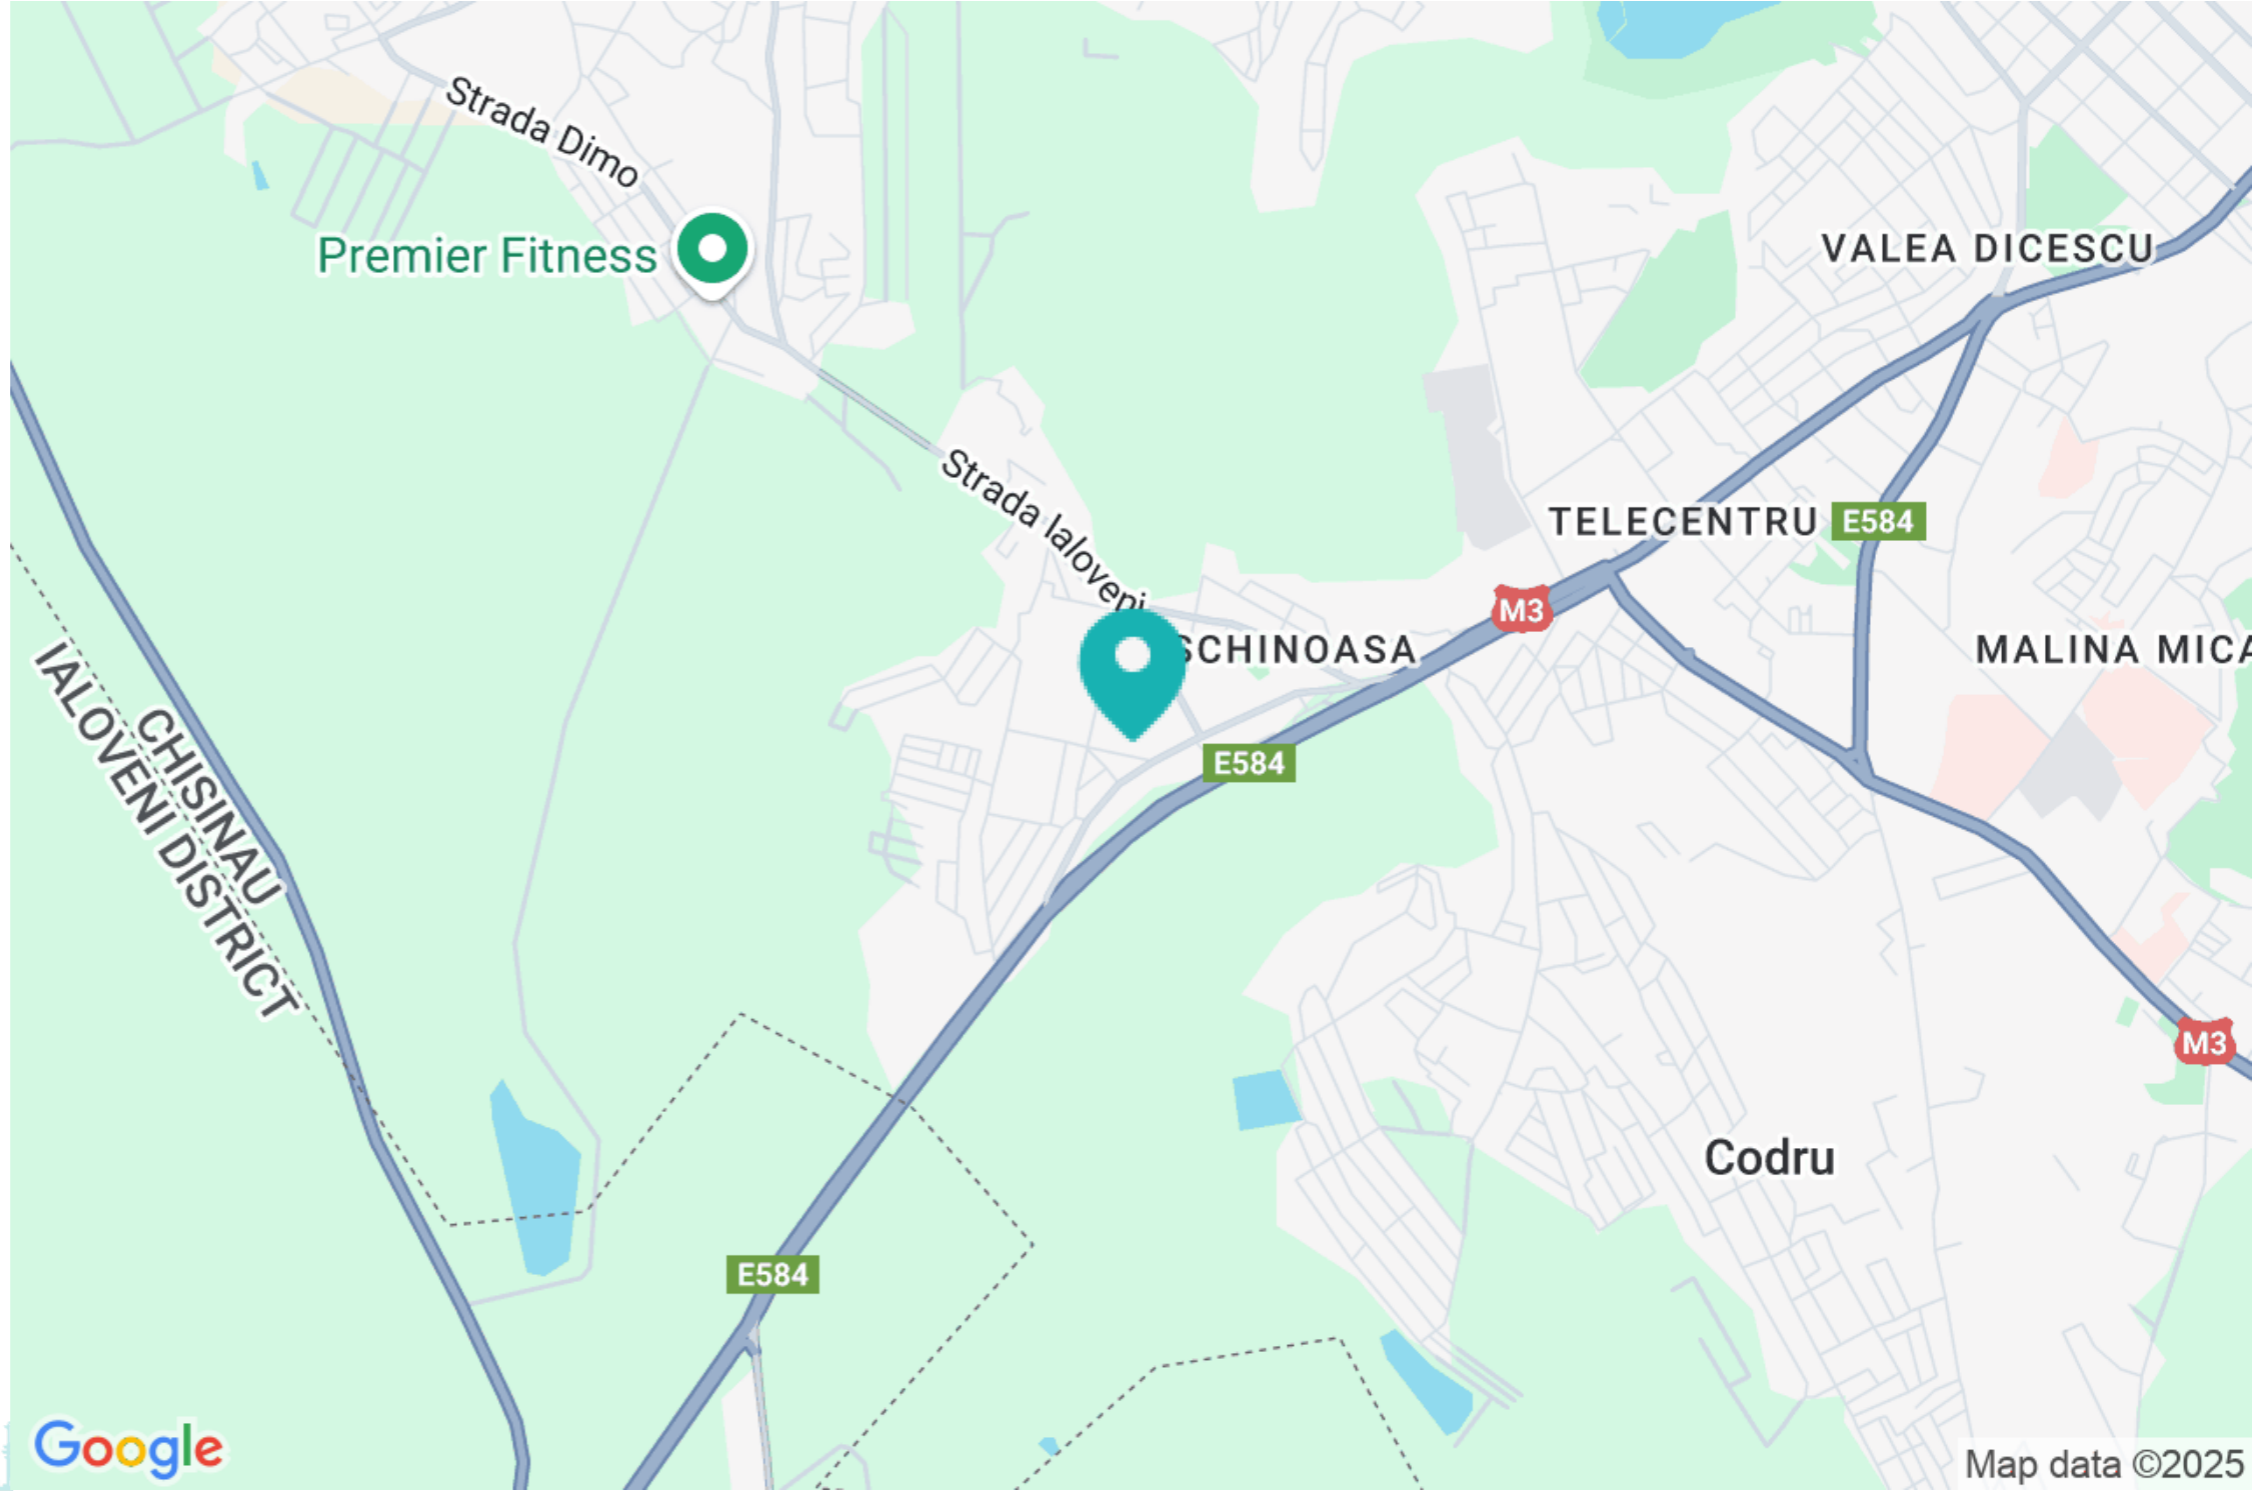 Strada Dimo
Premier Fitness
VALEA DICESCU
Strada Ialoveni
TELECENTRU
E584
M3
SCHINOASA
MALINA MICA
CHISINAU
IALOVENI DISTRICT
E584
M3
Codru
E584
Google
Map data ©2025